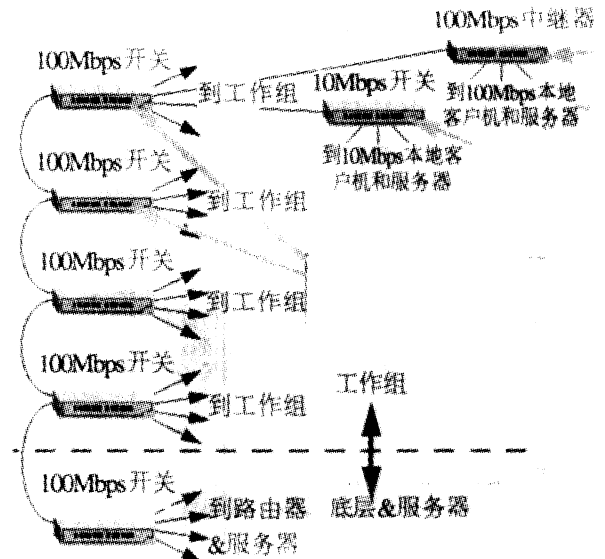 100Mbps 中继器
100Mbps 开关
到工作组
10Mbps 开关
到100Mbps本地
客户机和服务器
到10Mbps本地客
户机和服务器
100Mbps 开关
到工作组
100Mbps 开关
到工作组
100Mbps 开关
到工作组
工作组
100Mbps 开关
到路由器
&服务器
底层&服务器